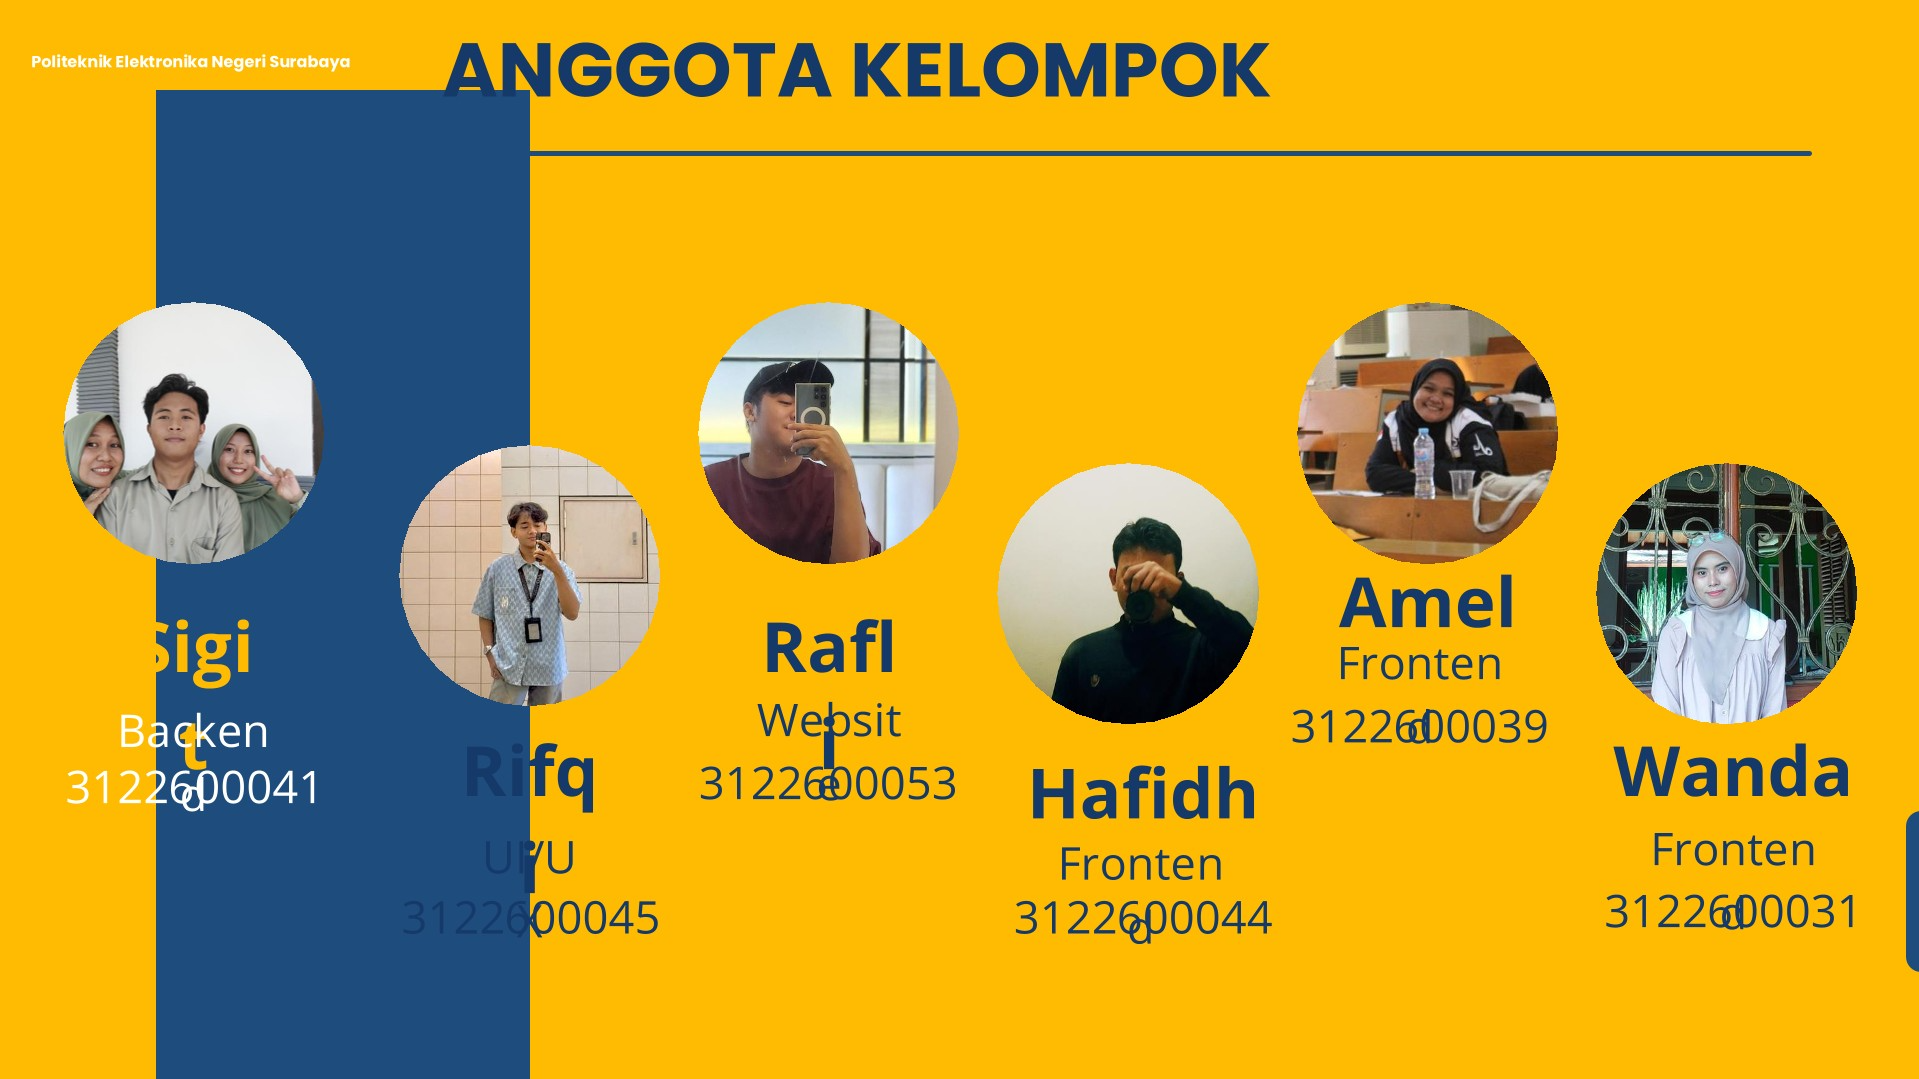 Politeknik Elektronika Negeri Surabaya
ANGGOTA KELOMPOK
Sigi
t
Backen
d
3122600041
Rifq
i
UI/U
X
3122600045
Rafl
i
Websit
e
3122600053
Hafidh
Fronten
d
3122600044
Amel
Fronten
d
3122600039
Wanda
Fronten
d
3122600031